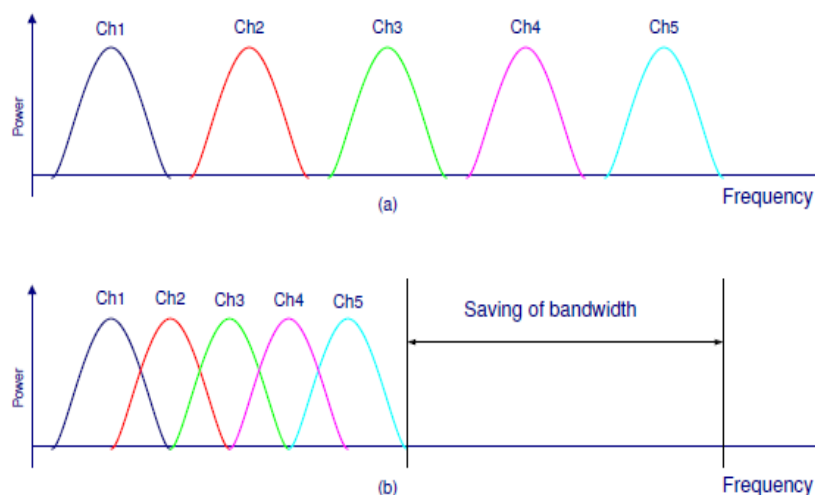 Ch1 Ch2 Ch3 Ch4 Ch5
Power
(a)
Frequency
Ch1 Ch2 Ch3 Ch4 Ch5
Saving of bandwidth
Power
(b)
Frequency